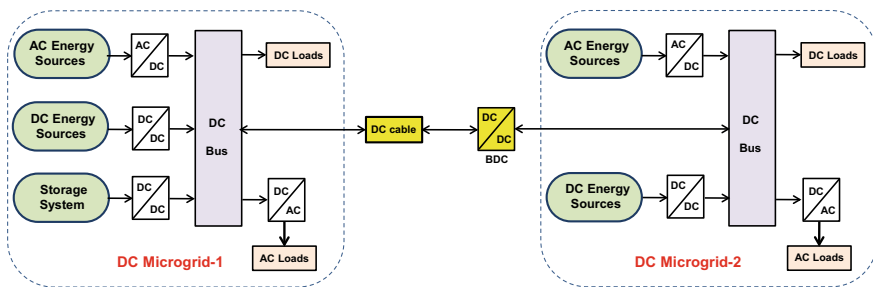 AC Energy
Sources
AC
DC
DC Loads
DC Energy
Sources
DC
DC
DC
Bus
Storage
System
DC
DC
DC
AC
AC Loads
DC Microgrid-1
DC cable
DC
DC
BDC
AC Energy
Sources
AC
DC
DC Loads
DC
Bus
DC Energy
Sources
DC
DC
DC
AC
AC Loads
DC Microgrid-2